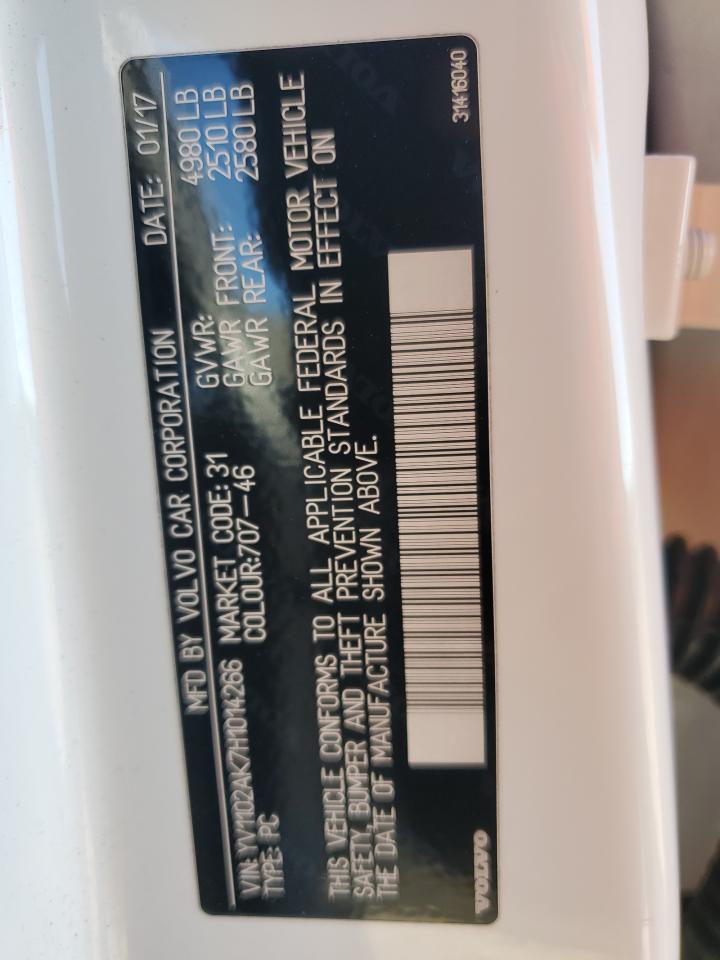 MFD BY VOLVO CAR CORPORATION DATE: 01/17
VIN: YV1102AK7H1014266 MARKET CODE: 31 GVWR: 4980 LB
TYPE: PC COLOUR:707-46 GAWR FRONT: 2510 LB
GAWR REAR: 2580 LB
THIS VEHICLE CONFORMS TO ALL APPLICABLE FEDERAL MOTOR VEHICLE
SAFETY, BUMPER AND THEFT PREVENTION STANDARDS IN EFFECT ON
THE DATE OF MANUFACTURE SHOWN ABOVE.
VOLVO 31416040